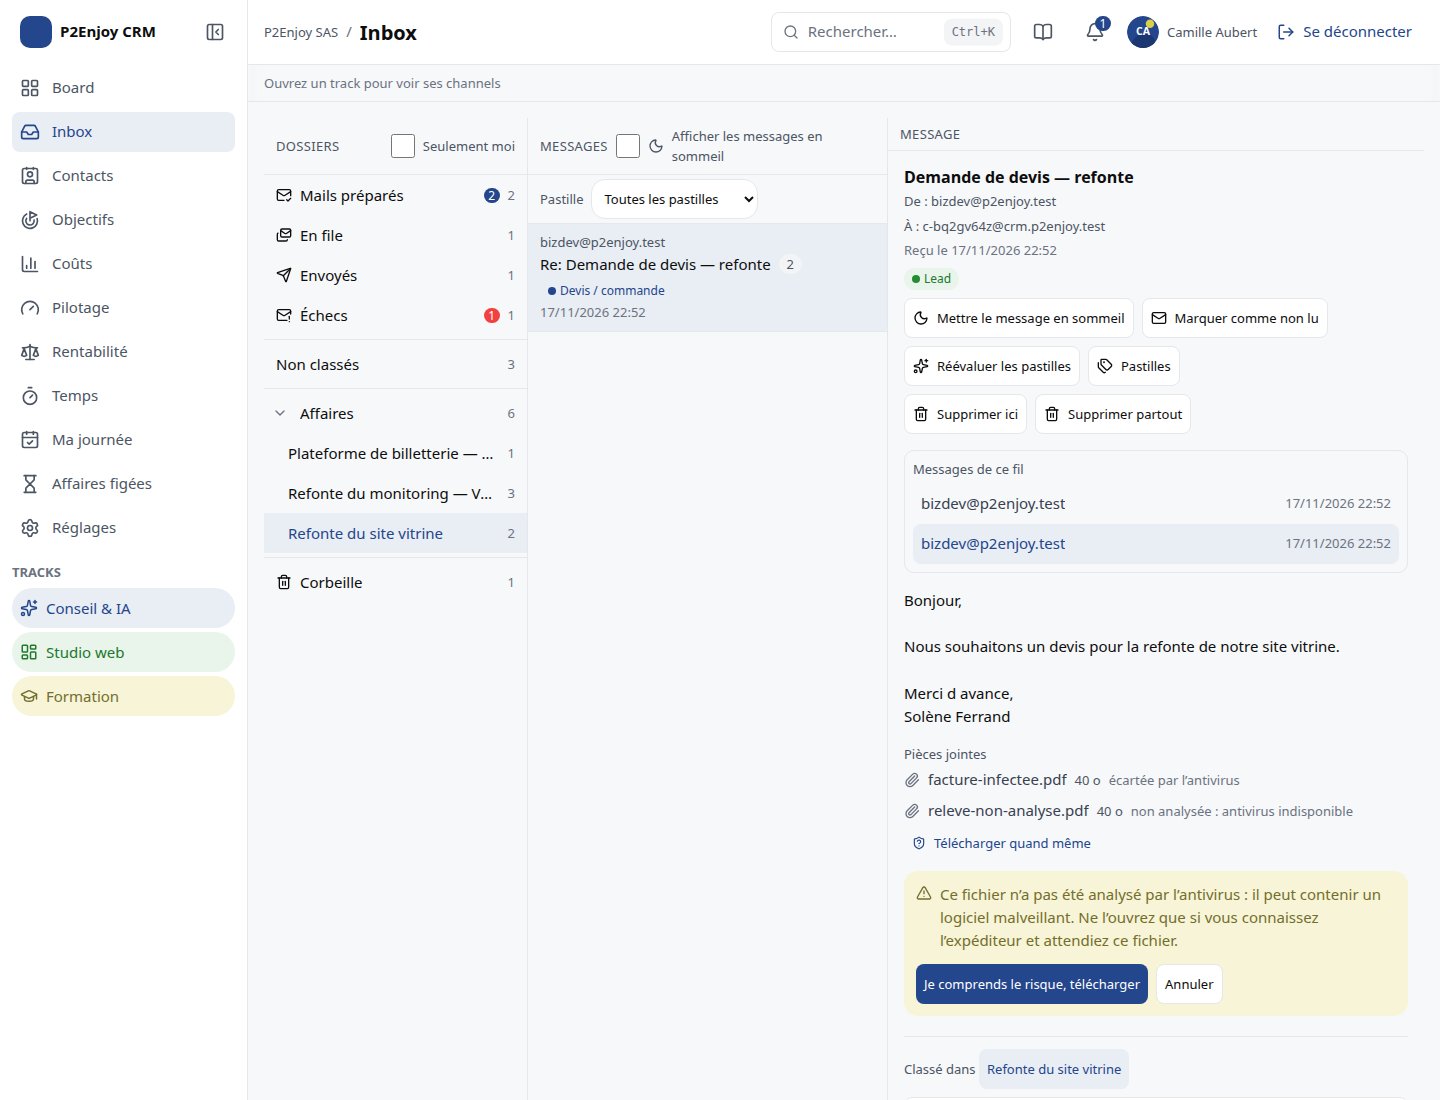 P2Enjoy CRM
Board
Inbox
Contacts
Objectifs
Coûts
Pilotage
Rentabilité
Temps
Ma journée
Affaires figées
Réglages
TRACKS
Conseil & IA
Studio web
Formation
P2Enjoy SAS / Inbox
Rechercher...
Ctrl+K
1
CA
Camille Aubert
Se déconnecter
Ouvrez un track pour voir ses channels
DOSSIERS
Seulement moi
Mails préparés 2 2
En file 1
Envoyés 1
Échecs 1 1
Non classés 3
Affaires 6
Plateforme de billetterie — ... 1
Refonte du monitoring — V... 3
Refonte du site vitrine 2
Corbeille 1
MESSAGES
Afficher les messages en
sommeil
Pastille
Toutes les pastilles
bizdev@p2enjoy.test
Re: Demande de devis — refonte 2
Devis / commande
17/11/2026 22:52
MESSAGE
Demande de devis — refonte
De : bizdev@p2enjoy.test
À : c-bq2gv64z@crm.p2enjoy.test
Reçu le 17/11/2026 22:52
Lead
Mettre le message en sommeil
Marquer comme non lu
Réévaluer les pastilles
Pastilles
Supprimer ici
Supprimer partout
Messages de ce fil
bizdev@p2enjoy.test 17/11/2026 22:52
bizdev@p2enjoy.test 17/11/2026 22:52
Bonjour,
Nous souhaitons un devis pour la refonte de notre site vitrine.
Merci d avance,
Solène Ferrand
Pièces jointes
facture-infectee.pdf 40 o écartée par l’antivirus
releve-non-analyse.pdf 40 o non analysée : antivirus indisponible
Télécharger quand même
Ce fichier n’a pas été analysé par l’antivirus : il peut contenir un
logiciel malveillant. Ne l’ouvrez que si vous connaissez
l’expéditeur et attendiez ce fichier.
Je comprends le risque, télécharger
Annuler
Classé dans Refonte du site vitrine